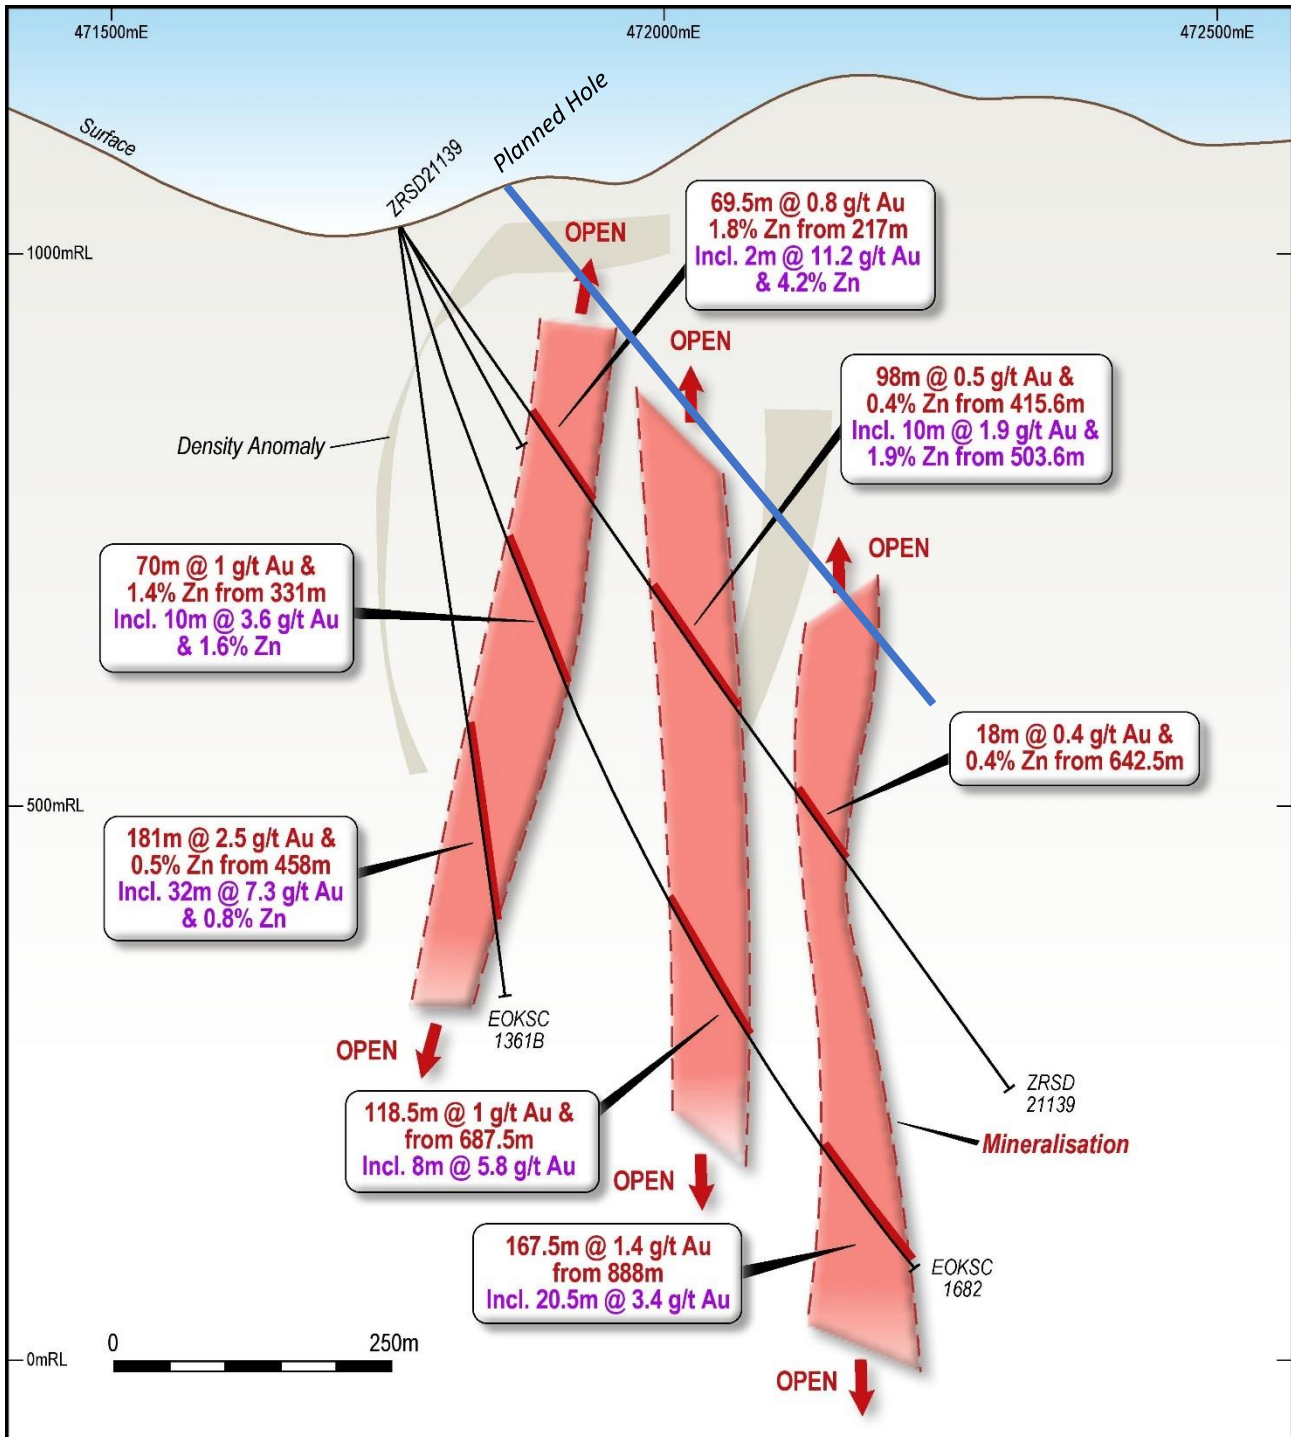 471500mE
472000mE
472500mE
Surface
ZRSD21139
Planned Hole
1000mRL
OPEN
69.5m @ 0.8 g/t Au
1.8% Zn from 217m
Incl. 2m @ 11.2 g/t Au
& 4.2% Zn
OPEN
98m @ 0.5 g/t Au &
0.4% Zn from 415.6m
Incl. 10m @ 1.9 g/t Au &
1.9% Zn from 503.6m
Density Anomaly
OPEN
70m @ 1 g/t Au &
1.4% Zn from 331m
Incl. 10m @ 3.6 g/t Au
& 1.6% Zn
18m @ 0.4 g/t Au &
0.4% Zn from 642.5m
500mRL
181m @ 2.5 g/t Au &
0.5% Zn from 458m
Incl. 32m @ 7.3 g/t Au
& 0.8% Zn
EOKSC
1361B
OPEN
ZRSD
21139
118.5m @ 1 g/t Au &
from 687.5m
Incl. 8m @ 5.8 g/t Au
Mineralisation
OPEN
167.5m @ 1.4 g/t Au
from 888m
Incl. 20.5m @ 3.4 g/t Au
EOKSC
1682
0
250m
0mRL
OPEN